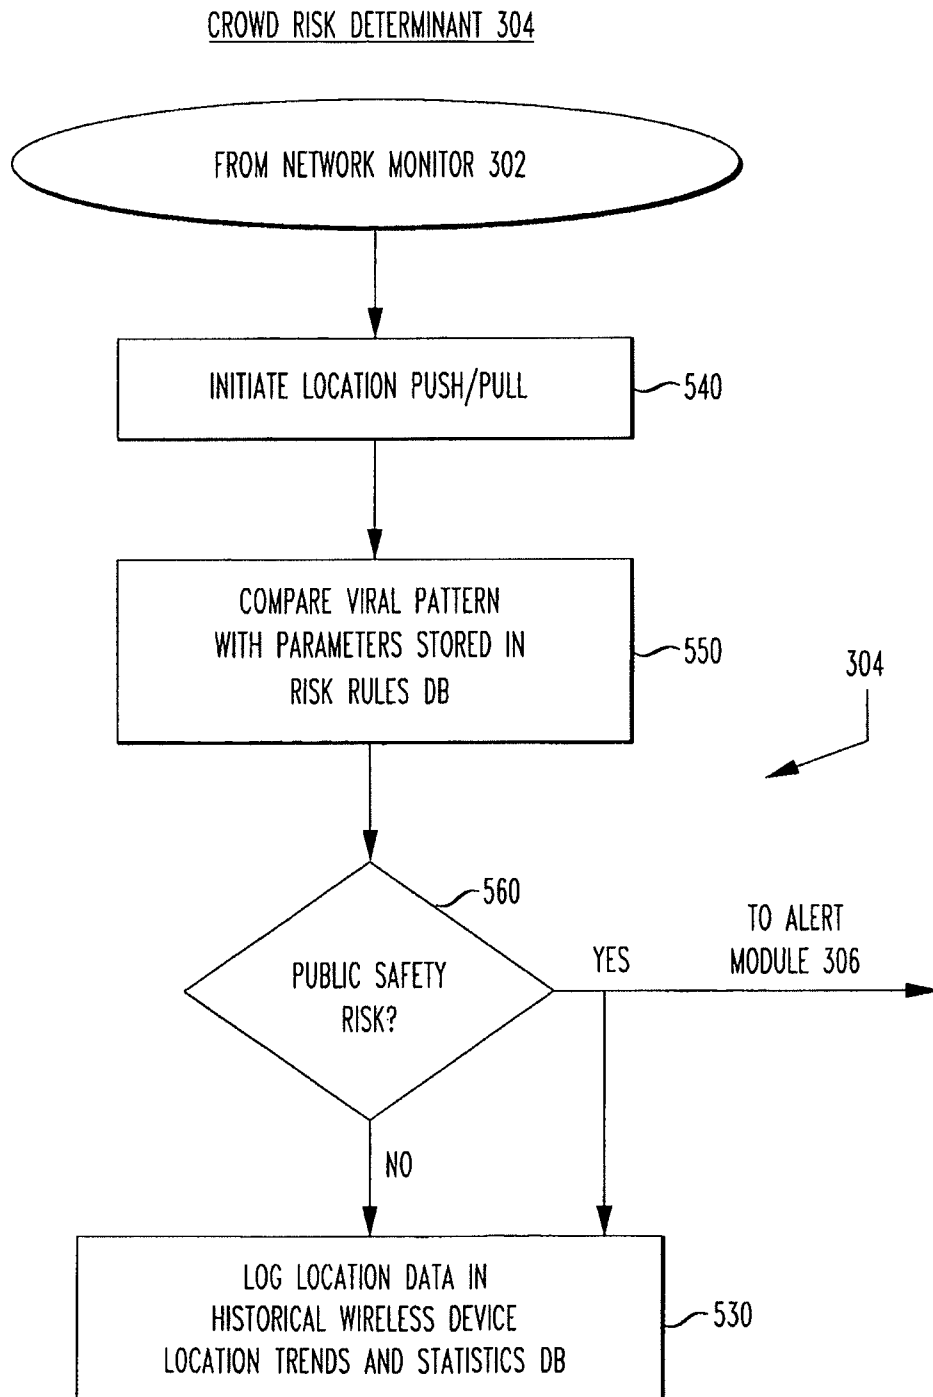 CROWD RISK DETERMINANT 304
FROM NETWORK MONITOR 302
INITIATE LOCATION PUSH/PULL
540
COMPARE VIRAL PATTERN
WITH PARAMETERS STORED IN
RISK RULES DB
550
304
560
PUBLIC SAFETY
RISK?
YES
TO ALERT
MODULE 306
NO
LOG LOCATION DATA IN
HISTORICAL WIRELESS DEVICE
LOCATION TRENDS AND STATISTICS DB
530